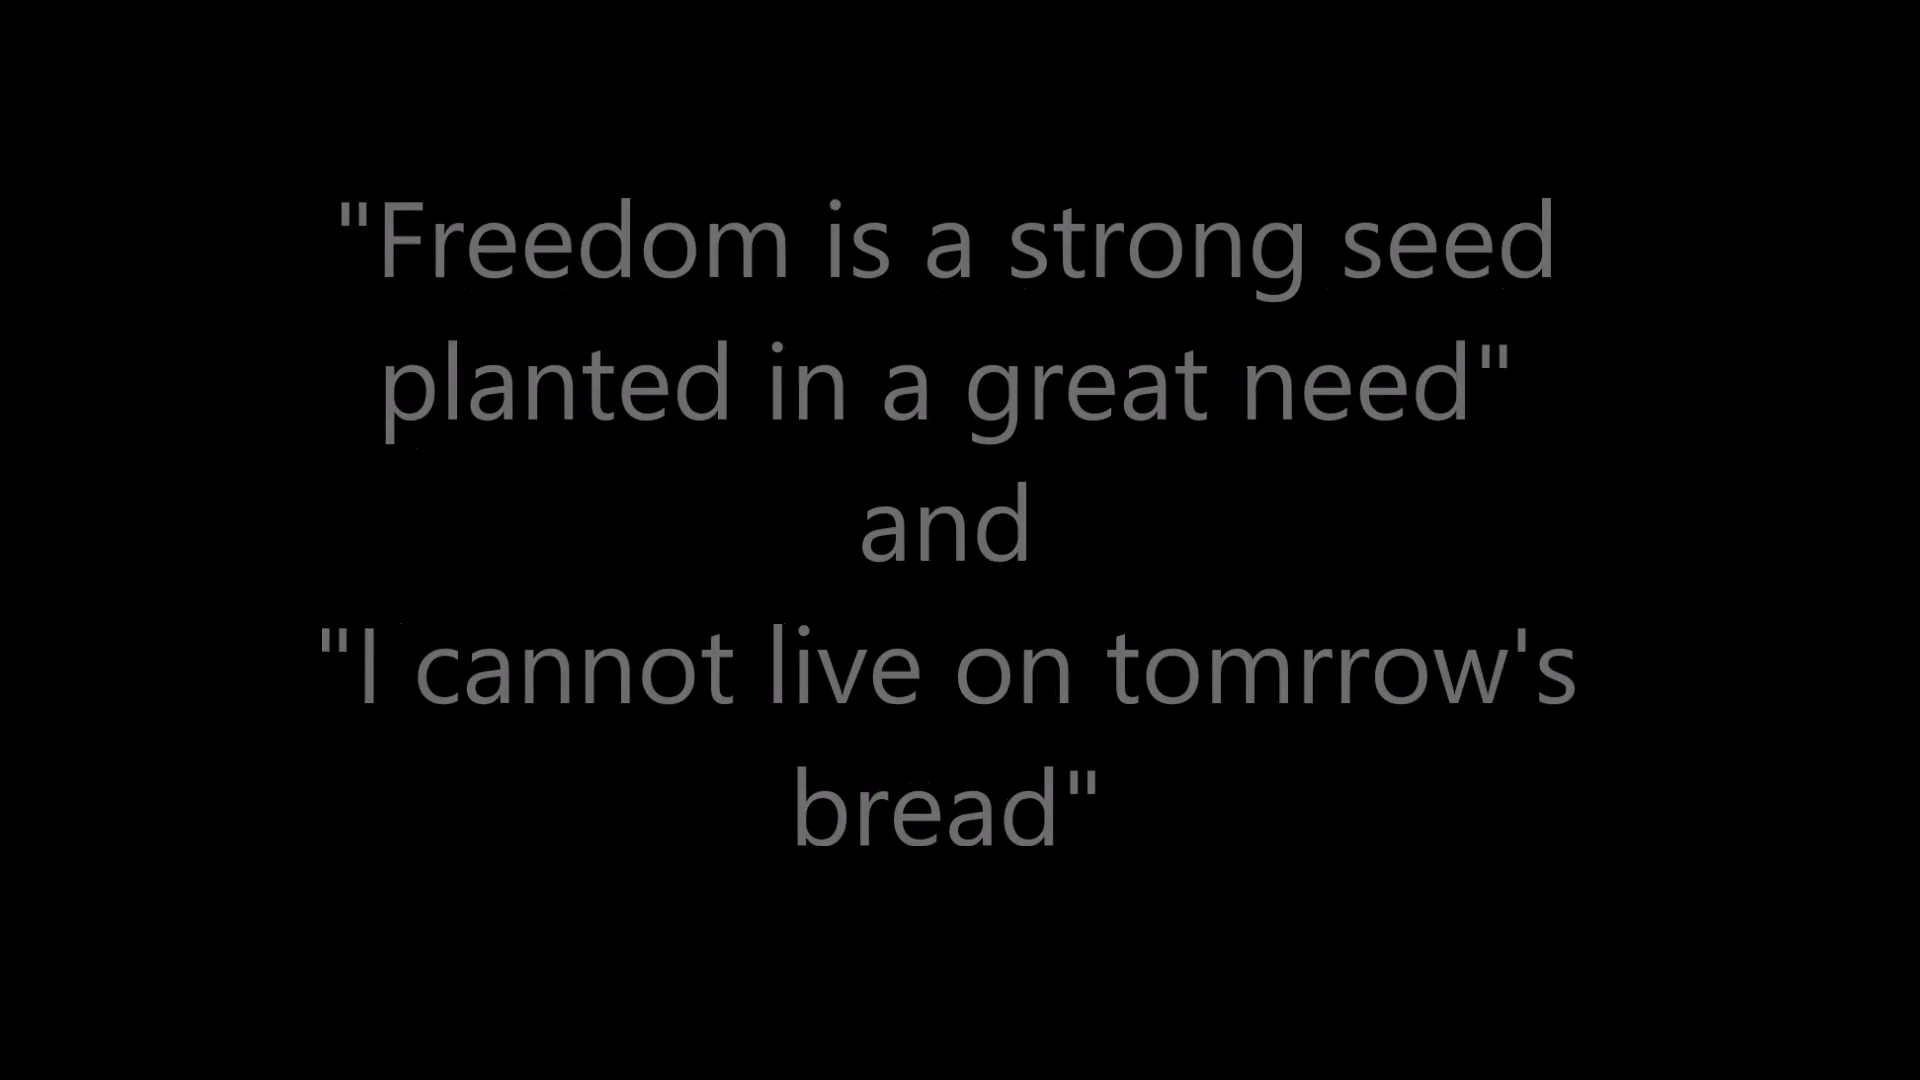 "Freedom is a strong seed
planted in a great need"
and
"I cannot live on tomrrow's
bread"